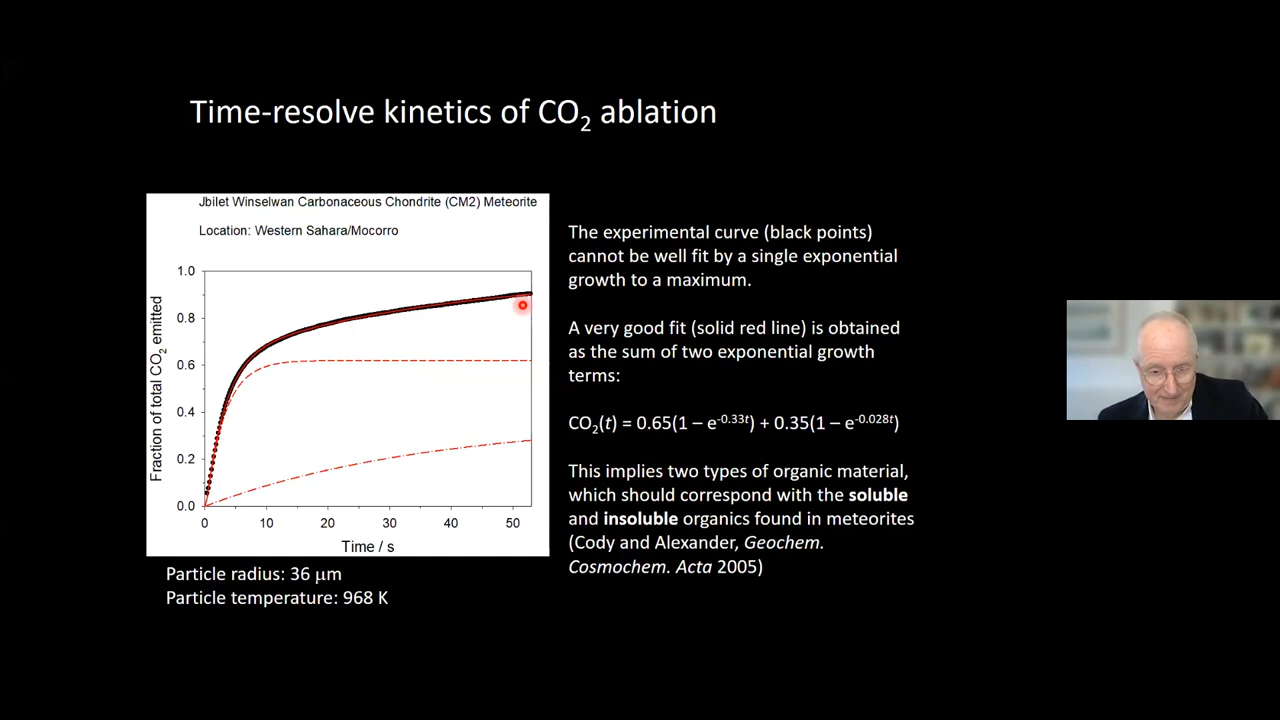 Time-resolve kinetics of CO₂ ablation
Jbilet Winselwan Carbonaceous Chondrite (CM2) Meteorite
Location: Western Sahara/Mocorro
1.0
0.8
0.6
0.4
0.2
0.0
Fraction of total CO₂ emitted
0 10 20 30 40 50
Time / s
Particle radius: 36 μm
Particle temperature: 968 K
The experimental curve (black points)
cannot be well fit by a single exponential
growth to a maximum.
A very good fit (solid red line) is obtained
as the sum of two exponential growth
terms:
CO₂(t) = 0.65(1 – e^-0.33t) + 0.35(1 – e^-0.028t)
This implies two types of organic material,
which should correspond with the soluble
and insoluble organics found in meteorites
(Cody and Alexander, Geochem.
Cosmochem. Acta 2005)